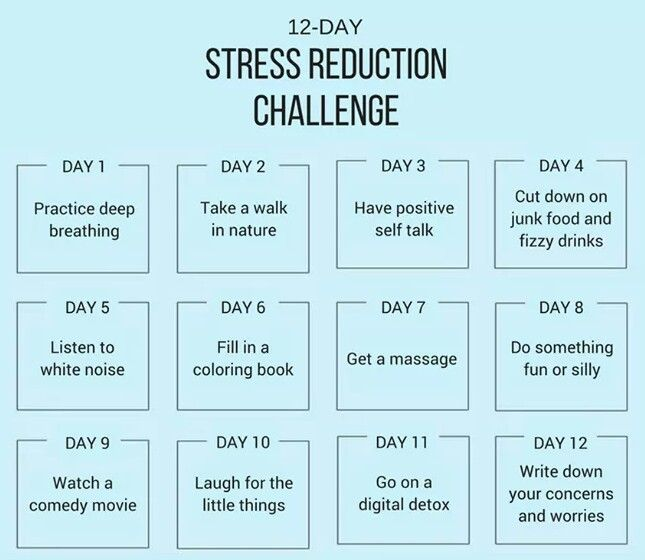 12-DAY
STRESS REDUCTION
CHALLENGE
DAY 1
Practice deep
breathing
DAY 2
Take a walk
in nature
DAY 3
Have positive
self talk
DAY 4
Cut down on
junk food and
fizzy drinks
DAY 5
Listen to
white noise
DAY 6
Fill in a
coloring book
DAY 7
Get a massage
DAY 8
Do something
fun or silly
DAY 9
Watch a
comedy movie
DAY 10
Laugh for the
little things
DAY 11
Go on a
digital detox
DAY 12
Write down
your concerns
and worries